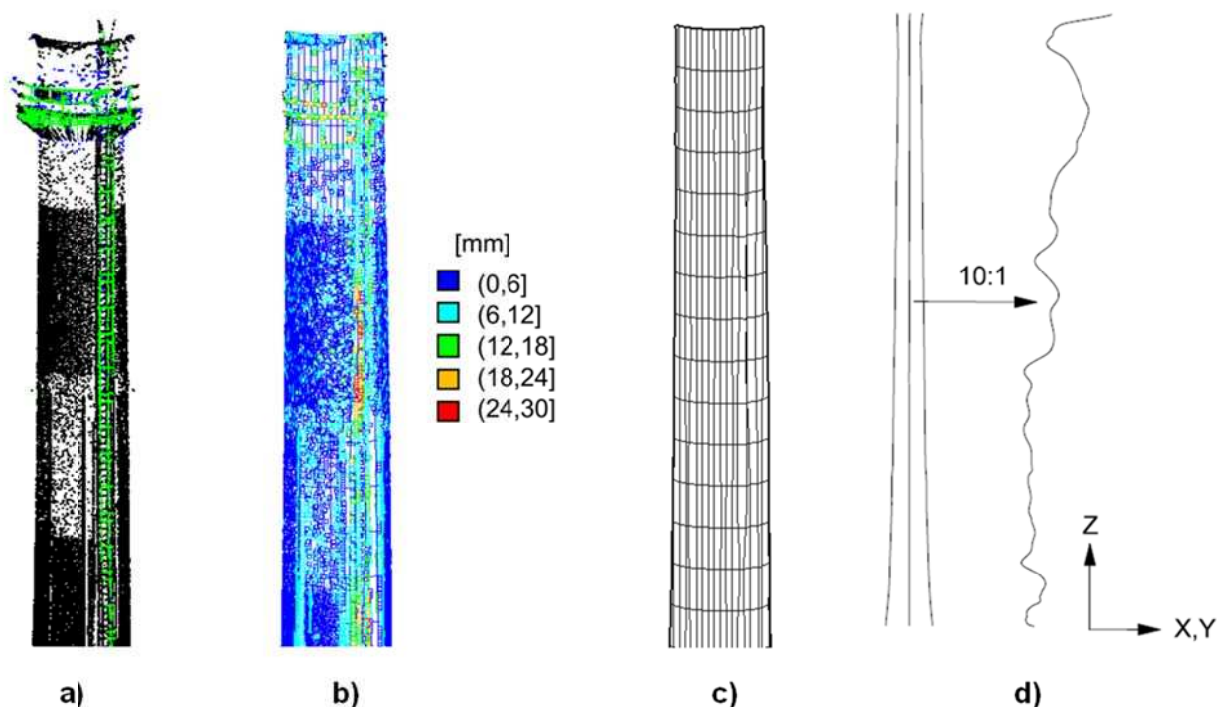 [mm]
(0,6]
(6,12]
(12,18]
(18,24]
(24,30]
10:1
Z
X,Y
a)
b)
c)
d)